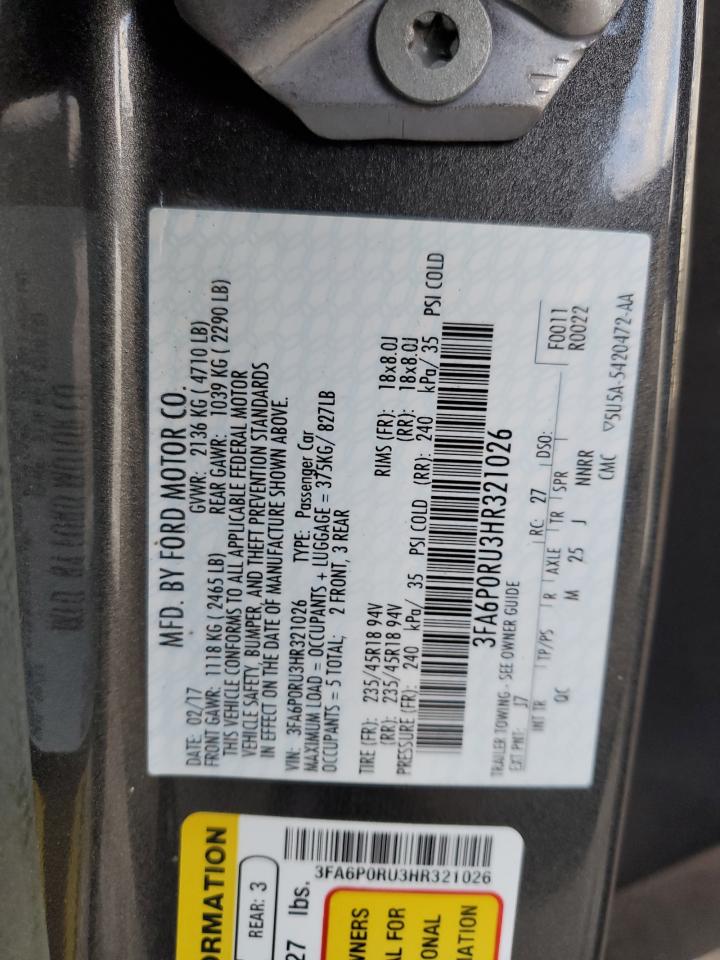 MFD. BY FORD MOTOR CO.
DATE: 02/17 GVWR: 2136 KG ( 4710 LB)
FRONT GAWR: 1118 KG ( 2465 LB) REAR GAWR: 1039 KG ( 2290 LB)
THIS VEHICLE CONFORMS TO ALL APPLICABLE FEDERAL MOTOR
VEHICLE SAFETY, BUMPER, AND THEFT PREVENTION STANDARDS
IN EFFECT ON THE DATE OF MANUFACTURE SHOWN ABOVE.
VIN: 3FA6P0RU3HR321026 TYPE: Passenger Car
MAXIMUM LOAD = OCCUPANTS + LUGGAGE = 375KG/ 827LB
OCCUPANTS = 5 TOTAL; 2 FRONT, 3 REAR
TIRE (FR): 235/45R18 94V RIMS (FR): 18x8.0J
(RR): 235/45R18 94V (RR): 18x8.0J
PRESSURE (FR): 240 kPa/ 35 PSI COLD (RR): 240 kPa/ 35 PSI COLD
3FA6P0RU3HR321026
TRAILER TOWING - SEE OWNER GUIDE
EXT PNT: J7 RC: 27 DSO: F0011
INT TR TP/PS R AXLE TR SPR R0022
QC M 25 J NNRR
CMC ▽5U5A-5420472-AA
ORMATION
REAR: 3
27 lbs.
3FA6P0RU3HR321026
WNERS
AL FOR
IONAL
IATION